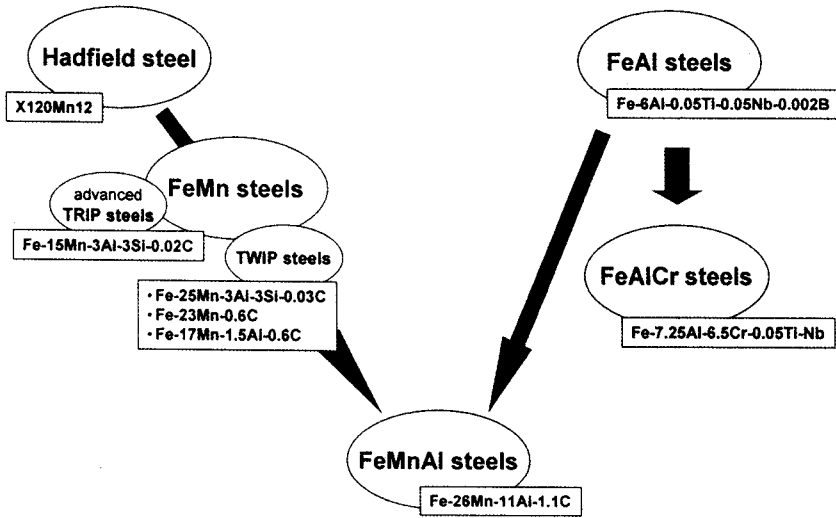 Hadfield steel
X120Mn12
FeMn steels
advanced
TRIP steels
Fe-15Mn-3Al-3Si-0.02C
TWIP steels
• Fe-25Mn-3Al-3Si-0.03C
• Fe-23Mn-0.6C
• Fe-17Mn-1.5Al-0.6C
FeAl steels
Fe-6Al-0.05Ti-0.05Nb-0.002B
FeAlCr steels
Fe-7.25Al-6.5Cr-0.05Ti-Nb
FeMnAl steels
Fe-26Mn-11Al-1.1C